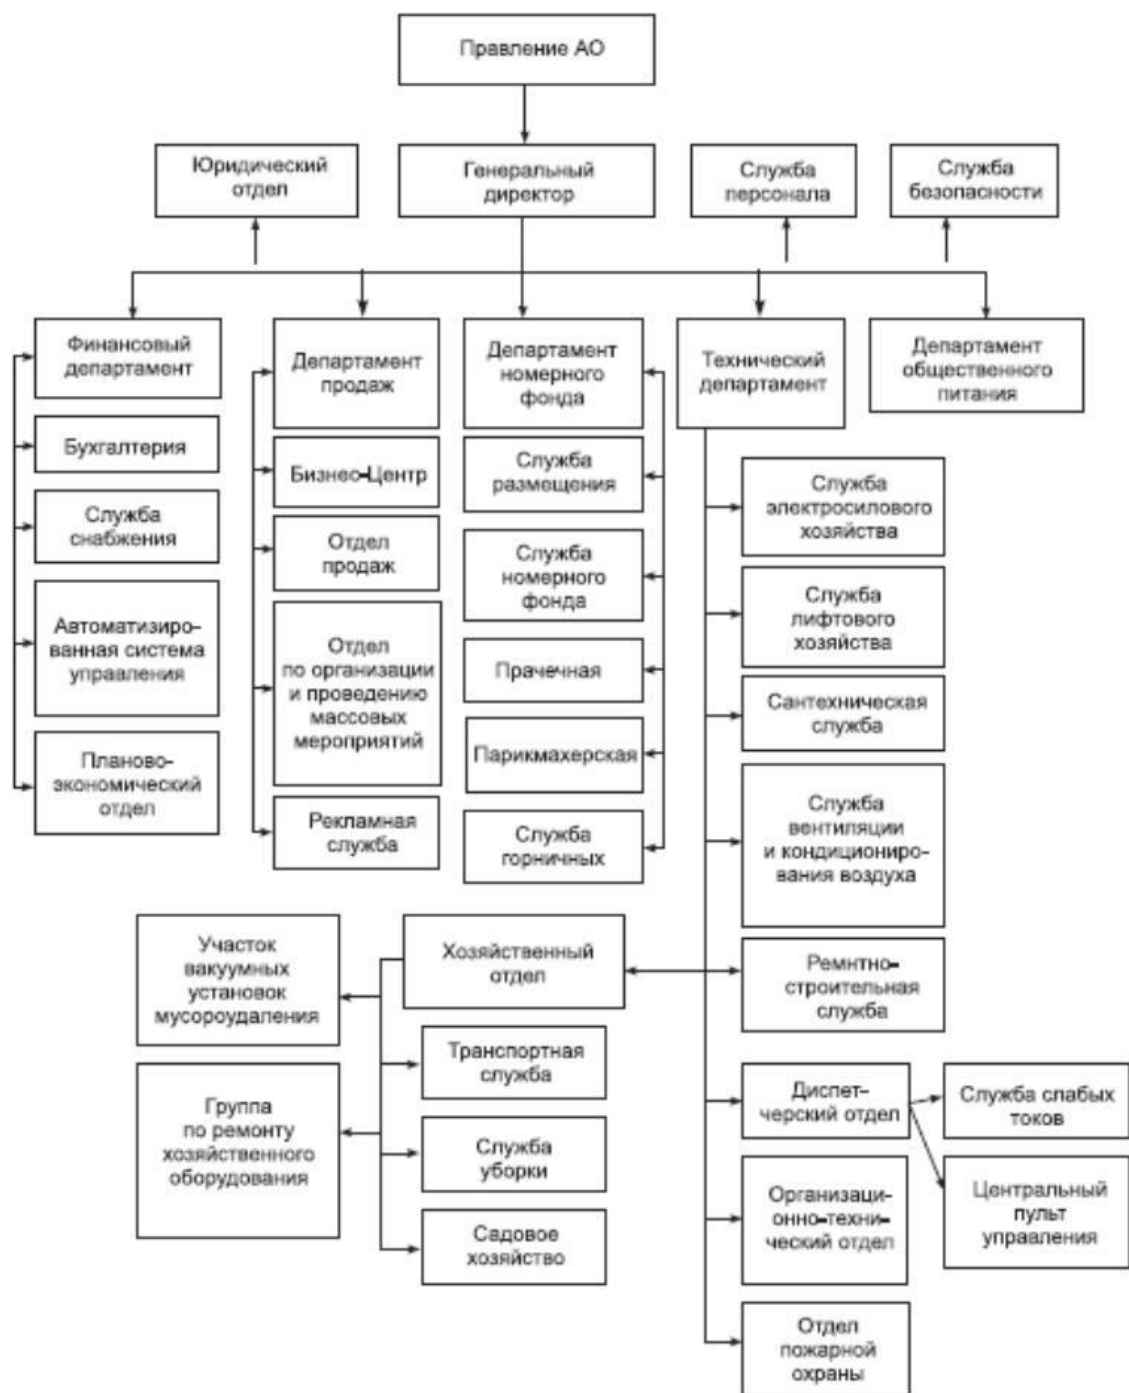 Правление АО
Юридический
отдел
Генеральный
директор
Служба
персонала
Служба
безопасности
Финансовый
департамент
Департамент
продаж
Департамент
номерного
фонда
Технический
департамент
Департамент
общественного
питания
Бухгалтерия
Служба
снабжения
Автоматизиро-
ванная система
управления
Планово-
экономический
отдел
Бизнес-Центр
Отдел
продаж
Отдел
по организации
и проведению
массовых
мероприятий
Рекламная
служба
Служба
размещения
Служба
номерного
фонда
Прачечная
Парикмахерская
Служба
горничных
Служба
электросилового
хозяйства
Служба
лифтового
хозяйства
Сантехническая
служба
Служба
вентиляции
и кондициониро-
вания воздуха
Ремнтно-
строительная
служба
Хозяйственный
отдел
Участок
вакуумных
установок
мусороудаления
Группа
по ремонту
хозяйственного
оборудования
Транспортная
служба
Служба
уборки
Садовое
хозяйство
Диспет-
черский отдел
Служба слабых
токов
Центральный
пульт
управления
Организаци-
онно-техни-
ческий отдел
Отдел
пожарной
охраны